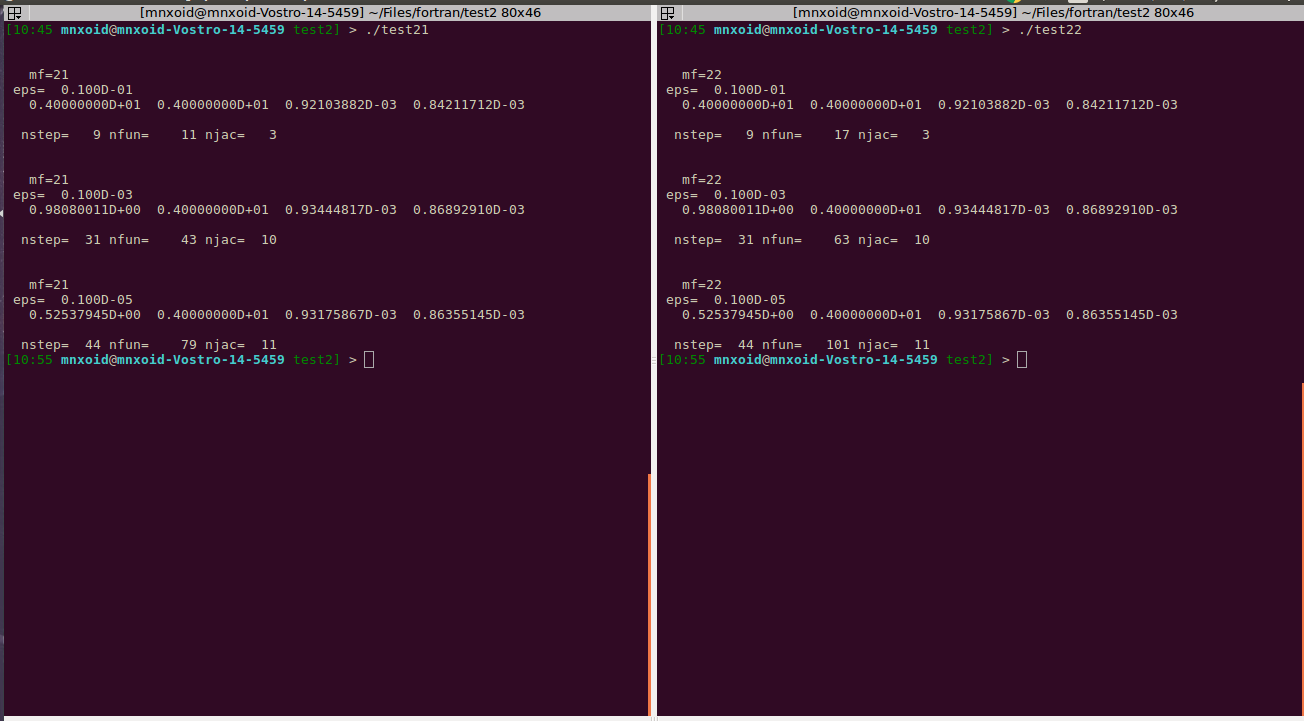 [mnxoid@mnxoid-Vostro-14-5459] ~/Files/fortran/test2 80x46
[10:45 mnxoid@mnxoid-Vostro-14-5459 test2] > ./test21
mf=21
eps=  0.100D-01
0.40000000D+01  0.40000000D+01  0.92103882D-03  0.84211712D-03
nstep=   9 nfun=    11 njac=   3
mf=21
eps=  0.100D-03
0.98080011D+00  0.40000000D+01  0.93444817D-03  0.86892910D-03
nstep=  31 nfun=    43 njac=  10
mf=21
eps=  0.100D-05
0.52537945D+00  0.40000000D+01  0.93175867D-03  0.86355145D-03
nstep=  44 nfun=    79 njac=  11
[10:55 mnxoid@mnxoid-Vostro-14-5459 test2] >
[mnxoid@mnxoid-Vostro-14-5459] ~/Files/fortran/test2 80x46
[10:45 mnxoid@mnxoid-Vostro-14-5459 test2] > ./test22
mf=22
eps=  0.100D-01
0.40000000D+01  0.40000000D+01  0.92103882D-03  0.84211712D-03
nstep=   9 nfun=    17 njac=   3
mf=22
eps=  0.100D-03
0.98080011D+00  0.40000000D+01  0.93444817D-03  0.86892910D-03
nstep=  31 nfun=    63 njac=  10
mf=22
eps=  0.100D-05
0.52537945D+00  0.40000000D+01  0.93175867D-03  0.86355145D-03
nstep=  44 nfun=   101 njac=  11
[10:55 mnxoid@mnxoid-Vostro-14-5459 test2] >